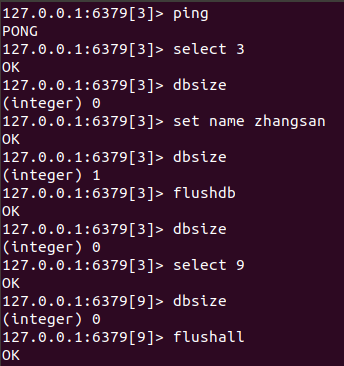 127.0.0.1:6379[3]> ping
PONG
127.0.0.1:6379[3]> select 3
OK
127.0.0.1:6379[3]> dbsize
(integer) 0
127.0.0.1:6379[3]> set name zhangsan
OK
127.0.0.1:6379[3]> dbsize
(integer) 1
127.0.0.1:6379[3]> flushdb
OK
127.0.0.1:6379[3]> dbsize
(integer) 0
127.0.0.1:6379[3]> select 9
OK
127.0.0.1:6379[9]> dbsize
(integer) 0
127.0.0.1:6379[9]> flushall
OK